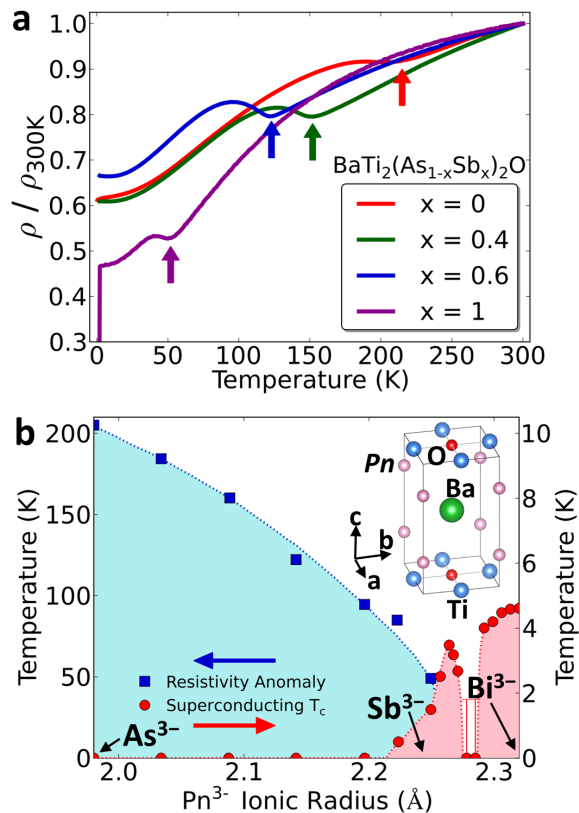 a
1.0
0.9
0.8
0.7
0.6
0.5
0.4
0.3
ρ / ρ300K
BaTi2(As1-xSbx)2O
x = 0
x = 0.4
x = 0.6
x = 1
0 50 100 150 200 250 300
Temperature (K)
b
200
150
100
50
0
Temperature (K)
10
8
6
4
2
0
Temperature (K)
Pn
O
Ba
Ti
c
b
a
Resistivity Anomaly
Superconducting Tc
As3−
Sb3−
Bi3−
2.0 2.1 2.2 2.3
Pn3- Ionic Radius (Å)